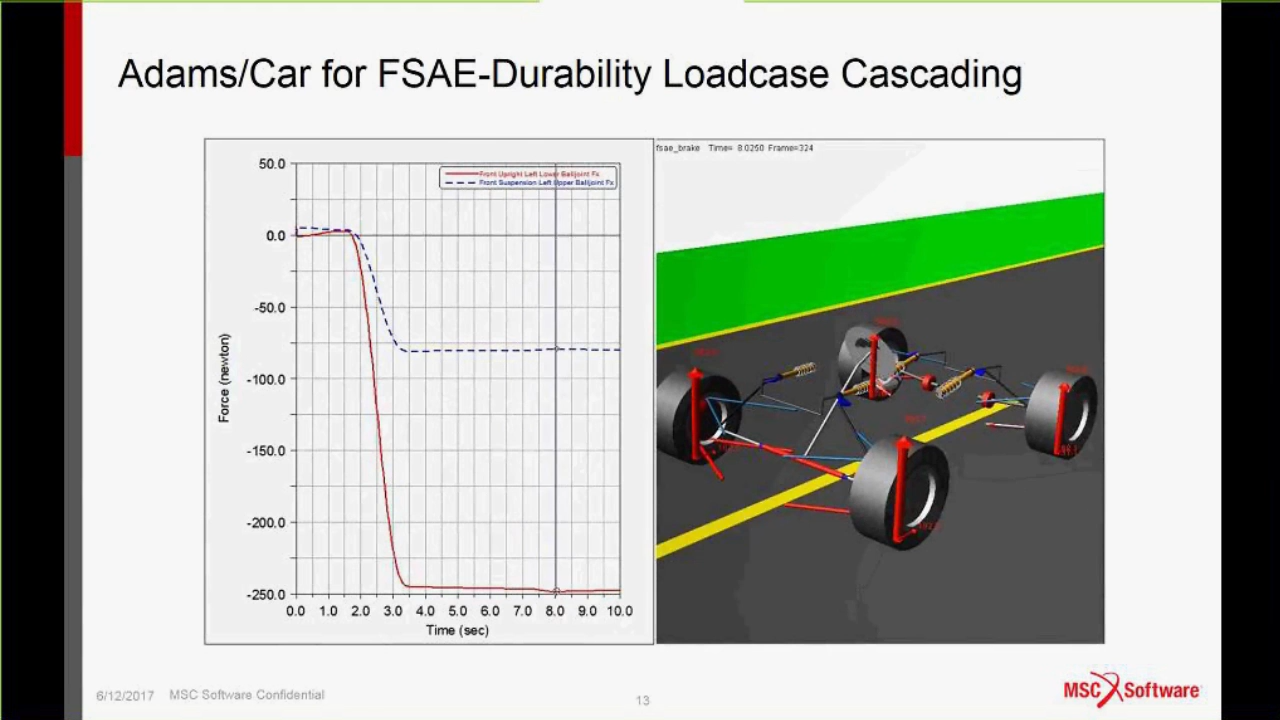 Adams/Car for FSAE-Durability Loadcase Cascading
50.0
0.0
-50.0
-100.0
-150.0
-200.0
-250.0
Force (newton)
Front Upright Left Lower Balljoint Fx
Front Suspension Left Upper Balljoint Fx
0.0 1.0 2.0 3.0 4.0 5.0 6.0 7.0 8.0 9.0 10.0
Time (sec)
fsae_brake Time= 8.0250 Frame=324
6/12/2017 MSC Software Confidential
13
MSC Software